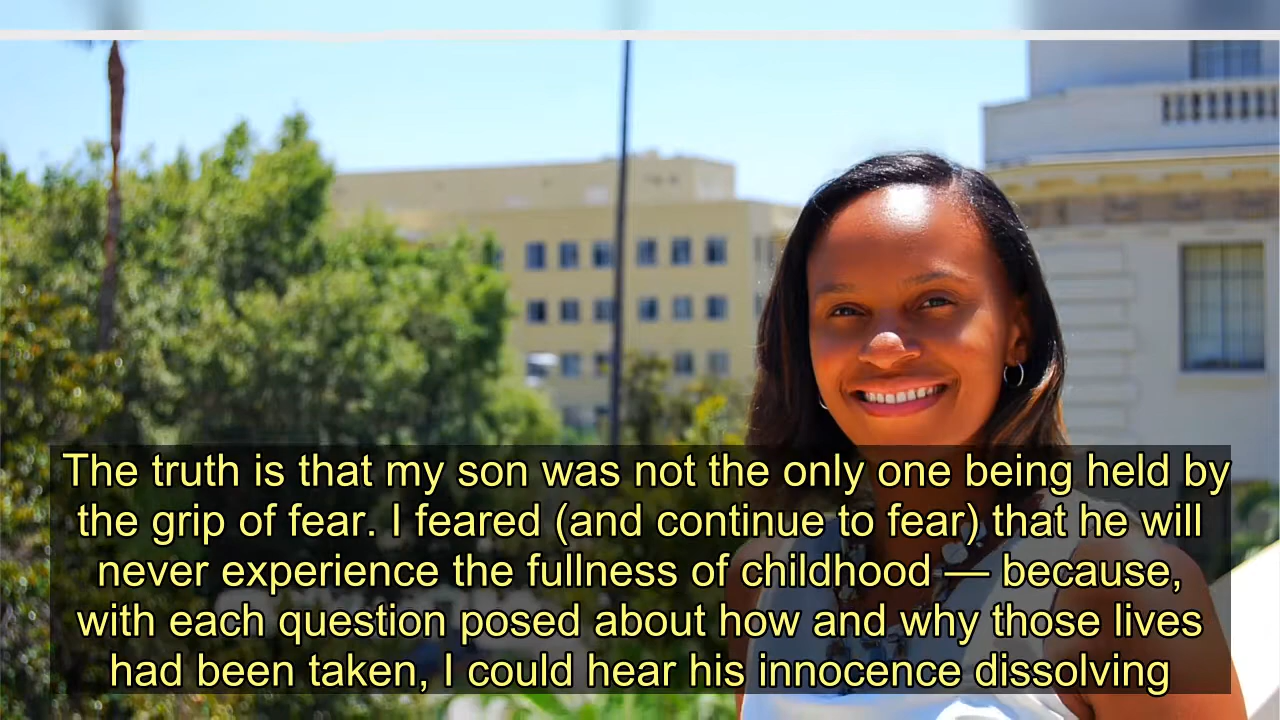 The truth is that my son was not the only one being held by
the grip of fear. I feared (and continue to fear) that he will
never experience the fullness of childhood — because,
with each question posed about how and why those lives
had been taken, I could hear his innocence dissolving